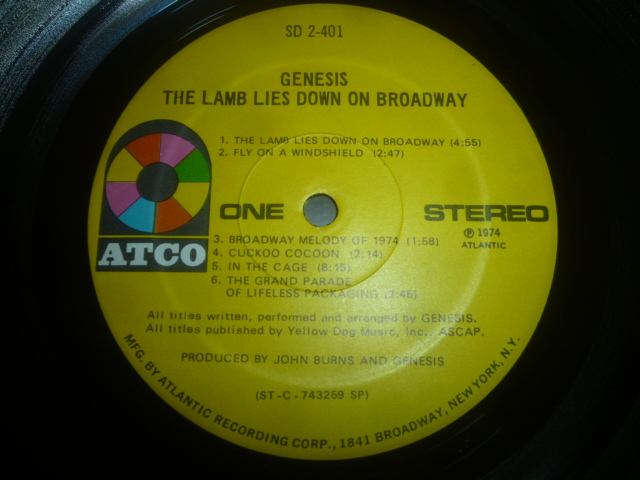 SD 2-401
GENESIS
THE LAMB LIES DOWN ON BROADWAY
1. THE LAMB LIES DOWN ON BROADWAY (4:55)
2. FLY ON A WINDSHIELD (2:47)
ATCO
ONE
STEREO
℗ 1974
ATLANTIC
3. BROADWAY MELODY OF 1974 (1:58)
4. CUCKOO COCOON (2:14)
5. IN THE CAGE (8:15)
6. THE GRAND PARADE
OF LIFELESS PACKAGING (2:45)
All titles written, performed and arranged by GENESIS.
All titles published by Yellow Dog Music, Inc., ASCAP.
PRODUCED BY JOHN BURNS AND GENESIS
(ST-C-743259 SP)
MFG. BY ATLANTIC RECORDING CORP., 1841 BROADWAY, NEW YORK, N.Y.